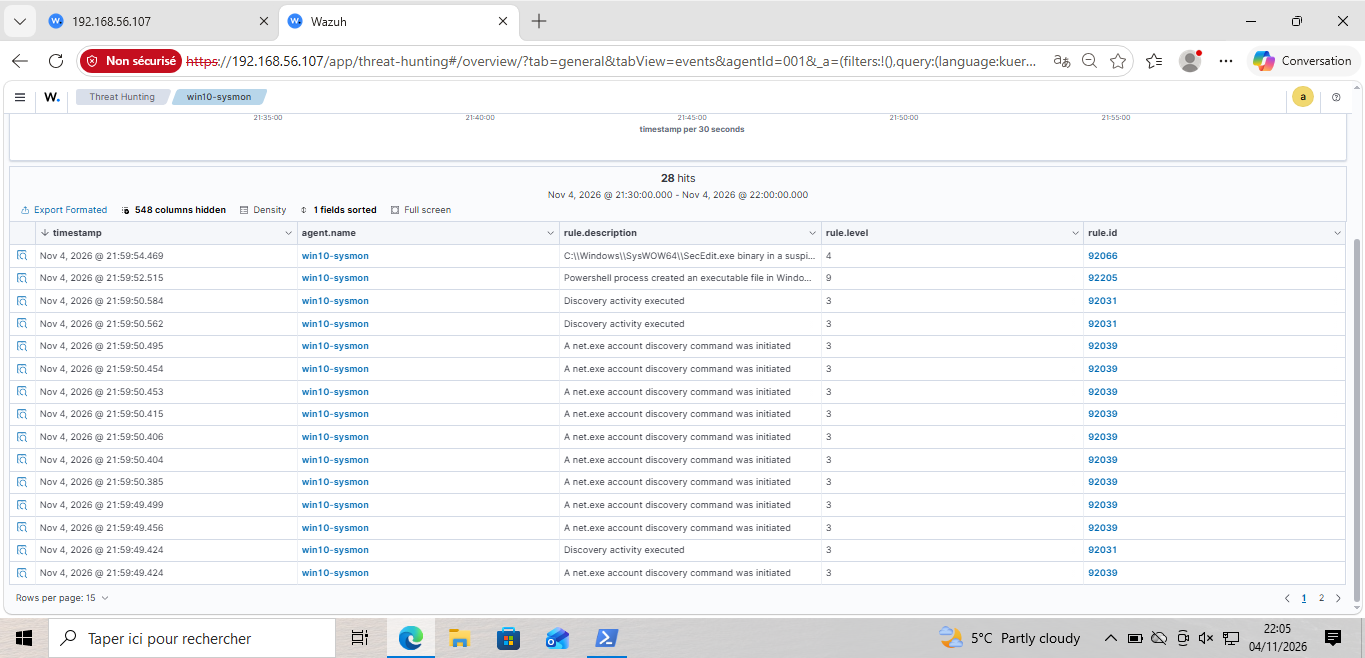 192.168.56.107
Wazuh
Non sécurisé https://192.168.56.107/app/threat-hunting#/overview/?tab=general&tabView=events&agentId=001&_a=(filters:!(),query:(language:kuer... Conversation
W. Threat Hunting win10-sysmon a
21:35:00 21:40:00 21:45:00 21:50:00 21:55:00
timestamp per 30 seconds
28 hits
Nov 4, 2026 @ 21:30:00.000 - Nov 4, 2026 @ 22:00:00.000
Export Formated 548 columns hidden Density 1 fields sorted Full screen
timestamp agent.name rule.description rule.level rule.id
Nov 4, 2026 @ 21:59:54.469 win10-sysmon C:\\Windows\\SysWOW64\\SecEdit.exe binary in a suspi... 4 92066
Nov 4, 2026 @ 21:59:52.515 win10-sysmon Powershell process created an executable file in Windo... 9 92205
Nov 4, 2026 @ 21:59:50.584 win10-sysmon Discovery activity executed 3 92031
Nov 4, 2026 @ 21:59:50.562 win10-sysmon Discovery activity executed 3 92031
Nov 4, 2026 @ 21:59:50.495 win10-sysmon A net.exe account discovery command was initiated 3 92039
Nov 4, 2026 @ 21:59:50.454 win10-sysmon A net.exe account discovery command was initiated 3 92039
Nov 4, 2026 @ 21:59:50.453 win10-sysmon A net.exe account discovery command was initiated 3 92039
Nov 4, 2026 @ 21:59:50.415 win10-sysmon A net.exe account discovery command was initiated 3 92039
Nov 4, 2026 @ 21:59:50.406 win10-sysmon A net.exe account discovery command was initiated 3 92039
Nov 4, 2026 @ 21:59:50.404 win10-sysmon A net.exe account discovery command was initiated 3 92039
Nov 4, 2026 @ 21:59:50.385 win10-sysmon A net.exe account discovery command was initiated 3 92039
Nov 4, 2026 @ 21:59:49.499 win10-sysmon A net.exe account discovery command was initiated 3 92039
Nov 4, 2026 @ 21:59:49.456 win10-sysmon A net.exe account discovery command was initiated 3 92039
Nov 4, 2026 @ 21:59:49.424 win10-sysmon Discovery activity executed 3 92031
Nov 4, 2026 @ 21:59:49.424 win10-sysmon A net.exe account discovery command was initiated 3 92039
Rows per page: 15 1 2
Taper ici pour rechercher 5°C Partly cloudy 22:05
04/11/2026